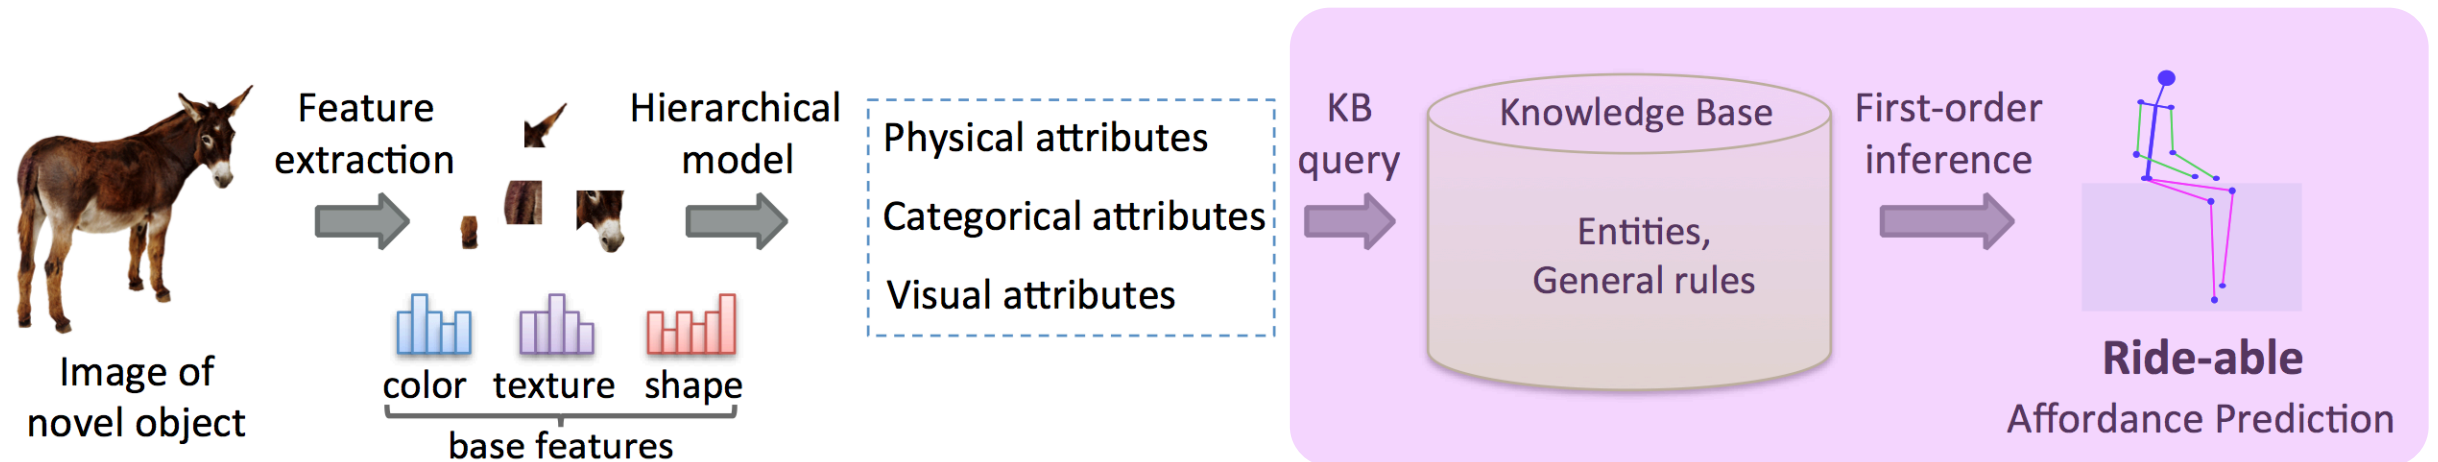 Image of
novel object
Feature
extraction
color texture shape
base features
Hierarchical
model
Physical attributes
Categorical attributes
Visual attributes
KB
query
Knowledge Base
Entities,
General rules
First-order
inference
Ride-able
Affordance Prediction